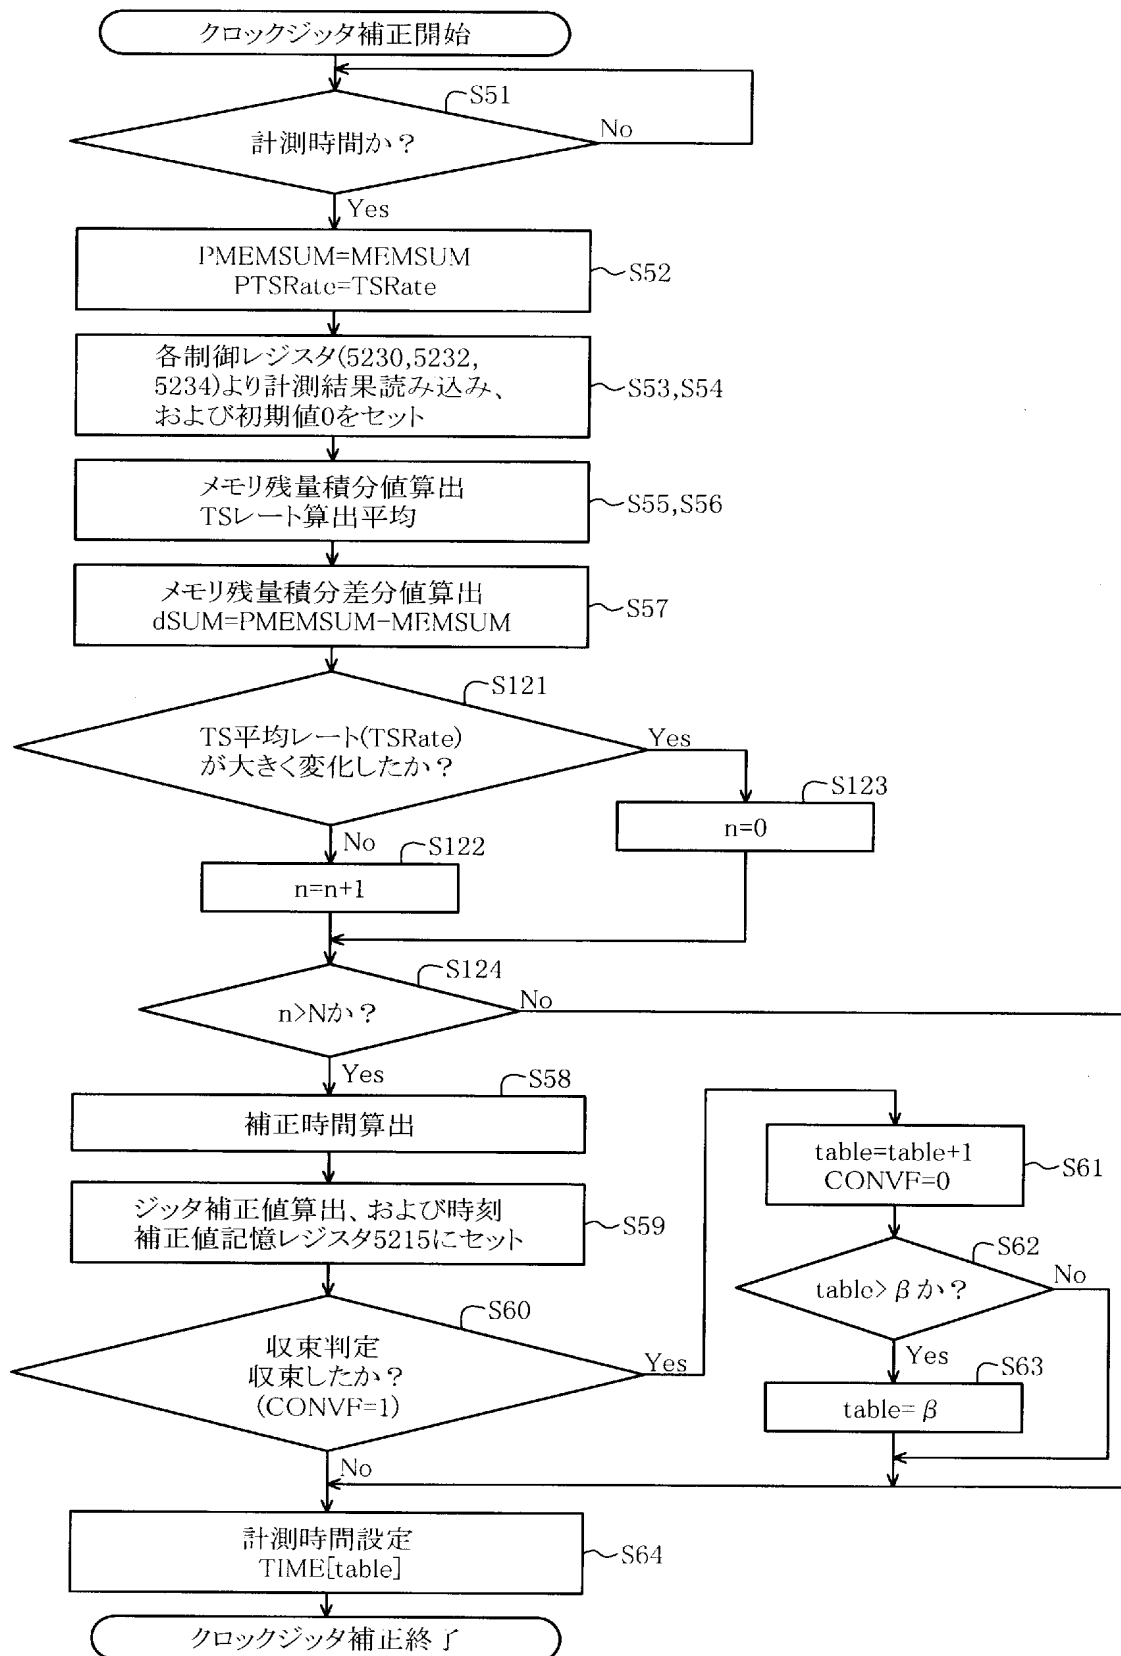 クロックジッタ補正開始
S51
計測時間か？
No
Yes
PMEMSUM=MEMSUM
PTSRate=TSRate
S52
各制御レジスタ(5230,5232,
5234)より計測結果読み込み、
および初期値0をセット
S53,S54
メモリ残量積分値算出
TSレート算出平均
S55,S56
メモリ残量積分差分値算出
dSUM=PMEMSUM-MEMSUM
S57
S121
TS平均レート(TSRate)
が大きく変化したか？
Yes
No
S123
n=0
S122
n=n+1
S124
n>Nか？
No
Yes
S58
補正時間算出
ジッタ補正値算出、および時刻
補正値記憶レジスタ5215にセット
S59
S60
収束判定
収束したか？
(CONVF=1)
Yes
No
table=table+1
CONVF=0
S61
S62
table>βか？
No
Yes
S63
table=β
計測時間設定
TIME[table]
S64
クロックジッタ補正終了